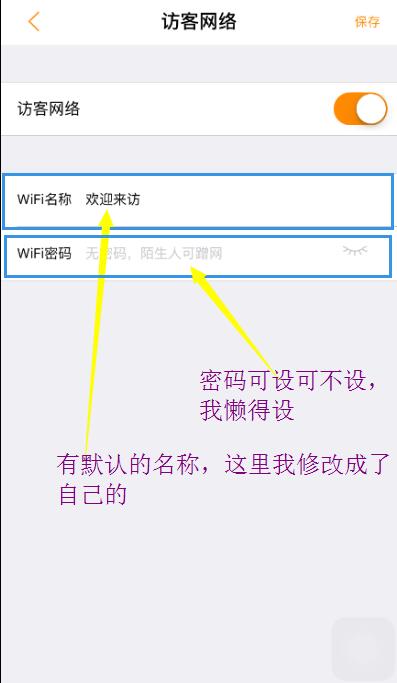 访客网络 保存
访客网络
WiFi名称 欢迎来访
WiFi密码 无密码，陌生人可蹭网
密码可设可不设，
我懒得设
有默认的名称，这里我修改成了
自己的